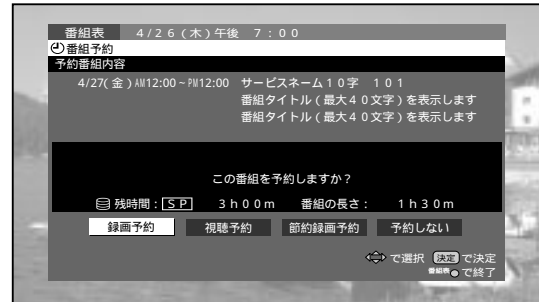 番組表 4/26(木)午後 7:00
番組予約
予約番組内容
4/27(金)AM12:00~PM12:00 サービスネーム10字 101
番組タイトル(最大40文字)を表示します
番組タイトル(最大40文字)を表示します
この番組を予約しますか?
残時間:SP 3h00m 番組の長さ: 1h30m
録画予約 視聴予約 節約録画予約 予約しない
で選択 決定 で決定
番組表 で終了